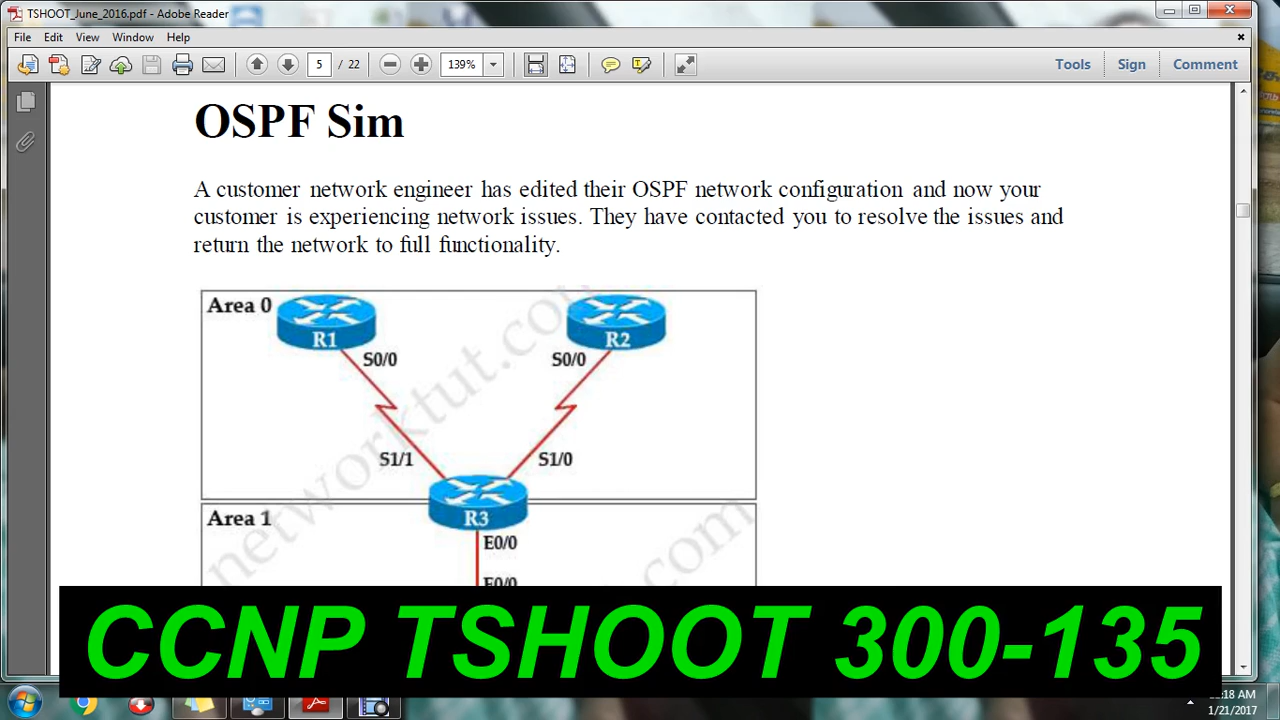 TSHOOT_June_2016.pdf - Adobe Reader
File Edit View Window Help
5 / 22 139% Tools Sign Comment
OSPF Sim
A customer network engineer has edited their OSPF network configuration and now your
customer is experiencing network issues. They have contacted you to resolve the issues and
return the network to full functionality.
Area 0
R1 R2
S0/0 S0/0
S1/1 S1/0
R3
Area 1
E0/0
E0/0
networktut.com
.com
CCNP TSHOOT 300-135
:18 AM
1/21/2017